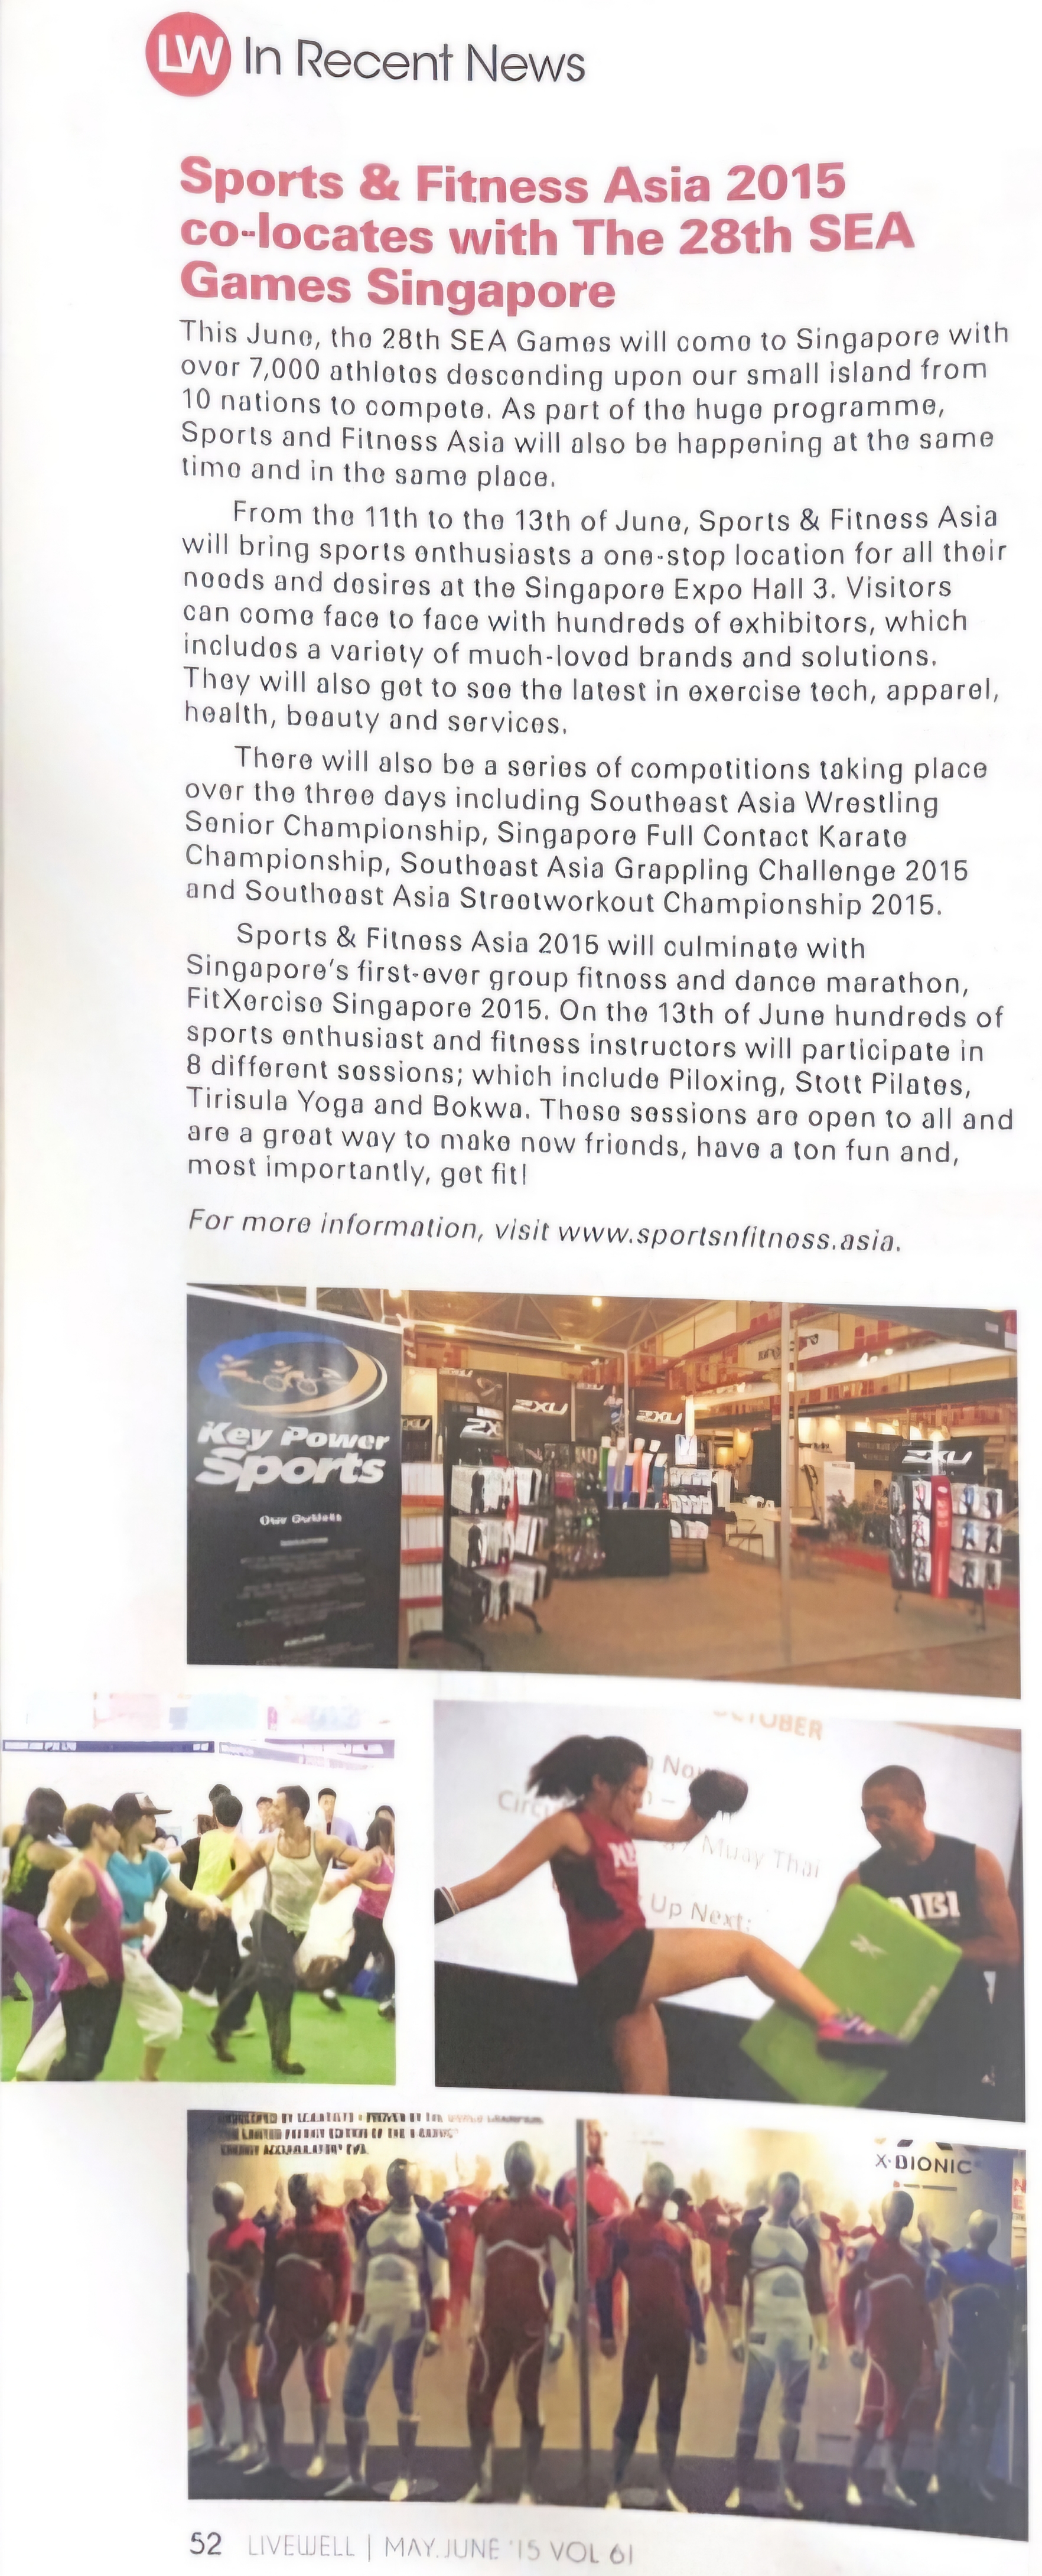 LW In Recent News
Sports & Fitness Asia 2015
co-locates with The 28th SEA
Games Singapore
This June, the 28th SEA Games will come to Singapore with
over 7,000 athletes descending upon our small island from
10 nations to compete. As part of the huge programme,
Sports and Fitness Asia will also be happening at the same
time and in the same place.
From the 11th to the 13th of June, Sports & Fitness Asia
will bring sports enthusiasts a one-stop location for all their
needs and desires at the Singapore Expo Hall 3. Visitors
can come face to face with hundreds of exhibitors, which
includes a variety of much-loved brands and solutions.
They will also get to see the latest in exercise tech, apparel,
health, beauty and services.
There will also be a series of competitions taking place
over the three days including Southeast Asia Wrestling
Senior Championship, Singapore Full Contact Karate
Championship, Southeast Asia Grappling Challenge 2015
and Southeast Asia Streetworkout Championship 2015.
Sports & Fitness Asia 2015 will culminate with
Singapore's first-ever group fitness and dance marathon,
FitXercise Singapore 2015. On the 13th of June hundreds of
sports enthusiast and fitness instructors will participate in
8 different sessions; which include Piloxing, Stott Pilates,
Tirisula Yoga and Bokwa. These sessions are open to all and
are a great way to make new friends, have a ton fun and,
most importantly, get fit!
For more information, visit www.sportsnfitness.asia.
Key Power
Sports
Our Outlets
2XU
2XU
2XU
2XU
Muay Thai
Up Next:
AIBI
X-BIONIC
52 LIVEWELL | MAY.JUNE '15 VOL 61